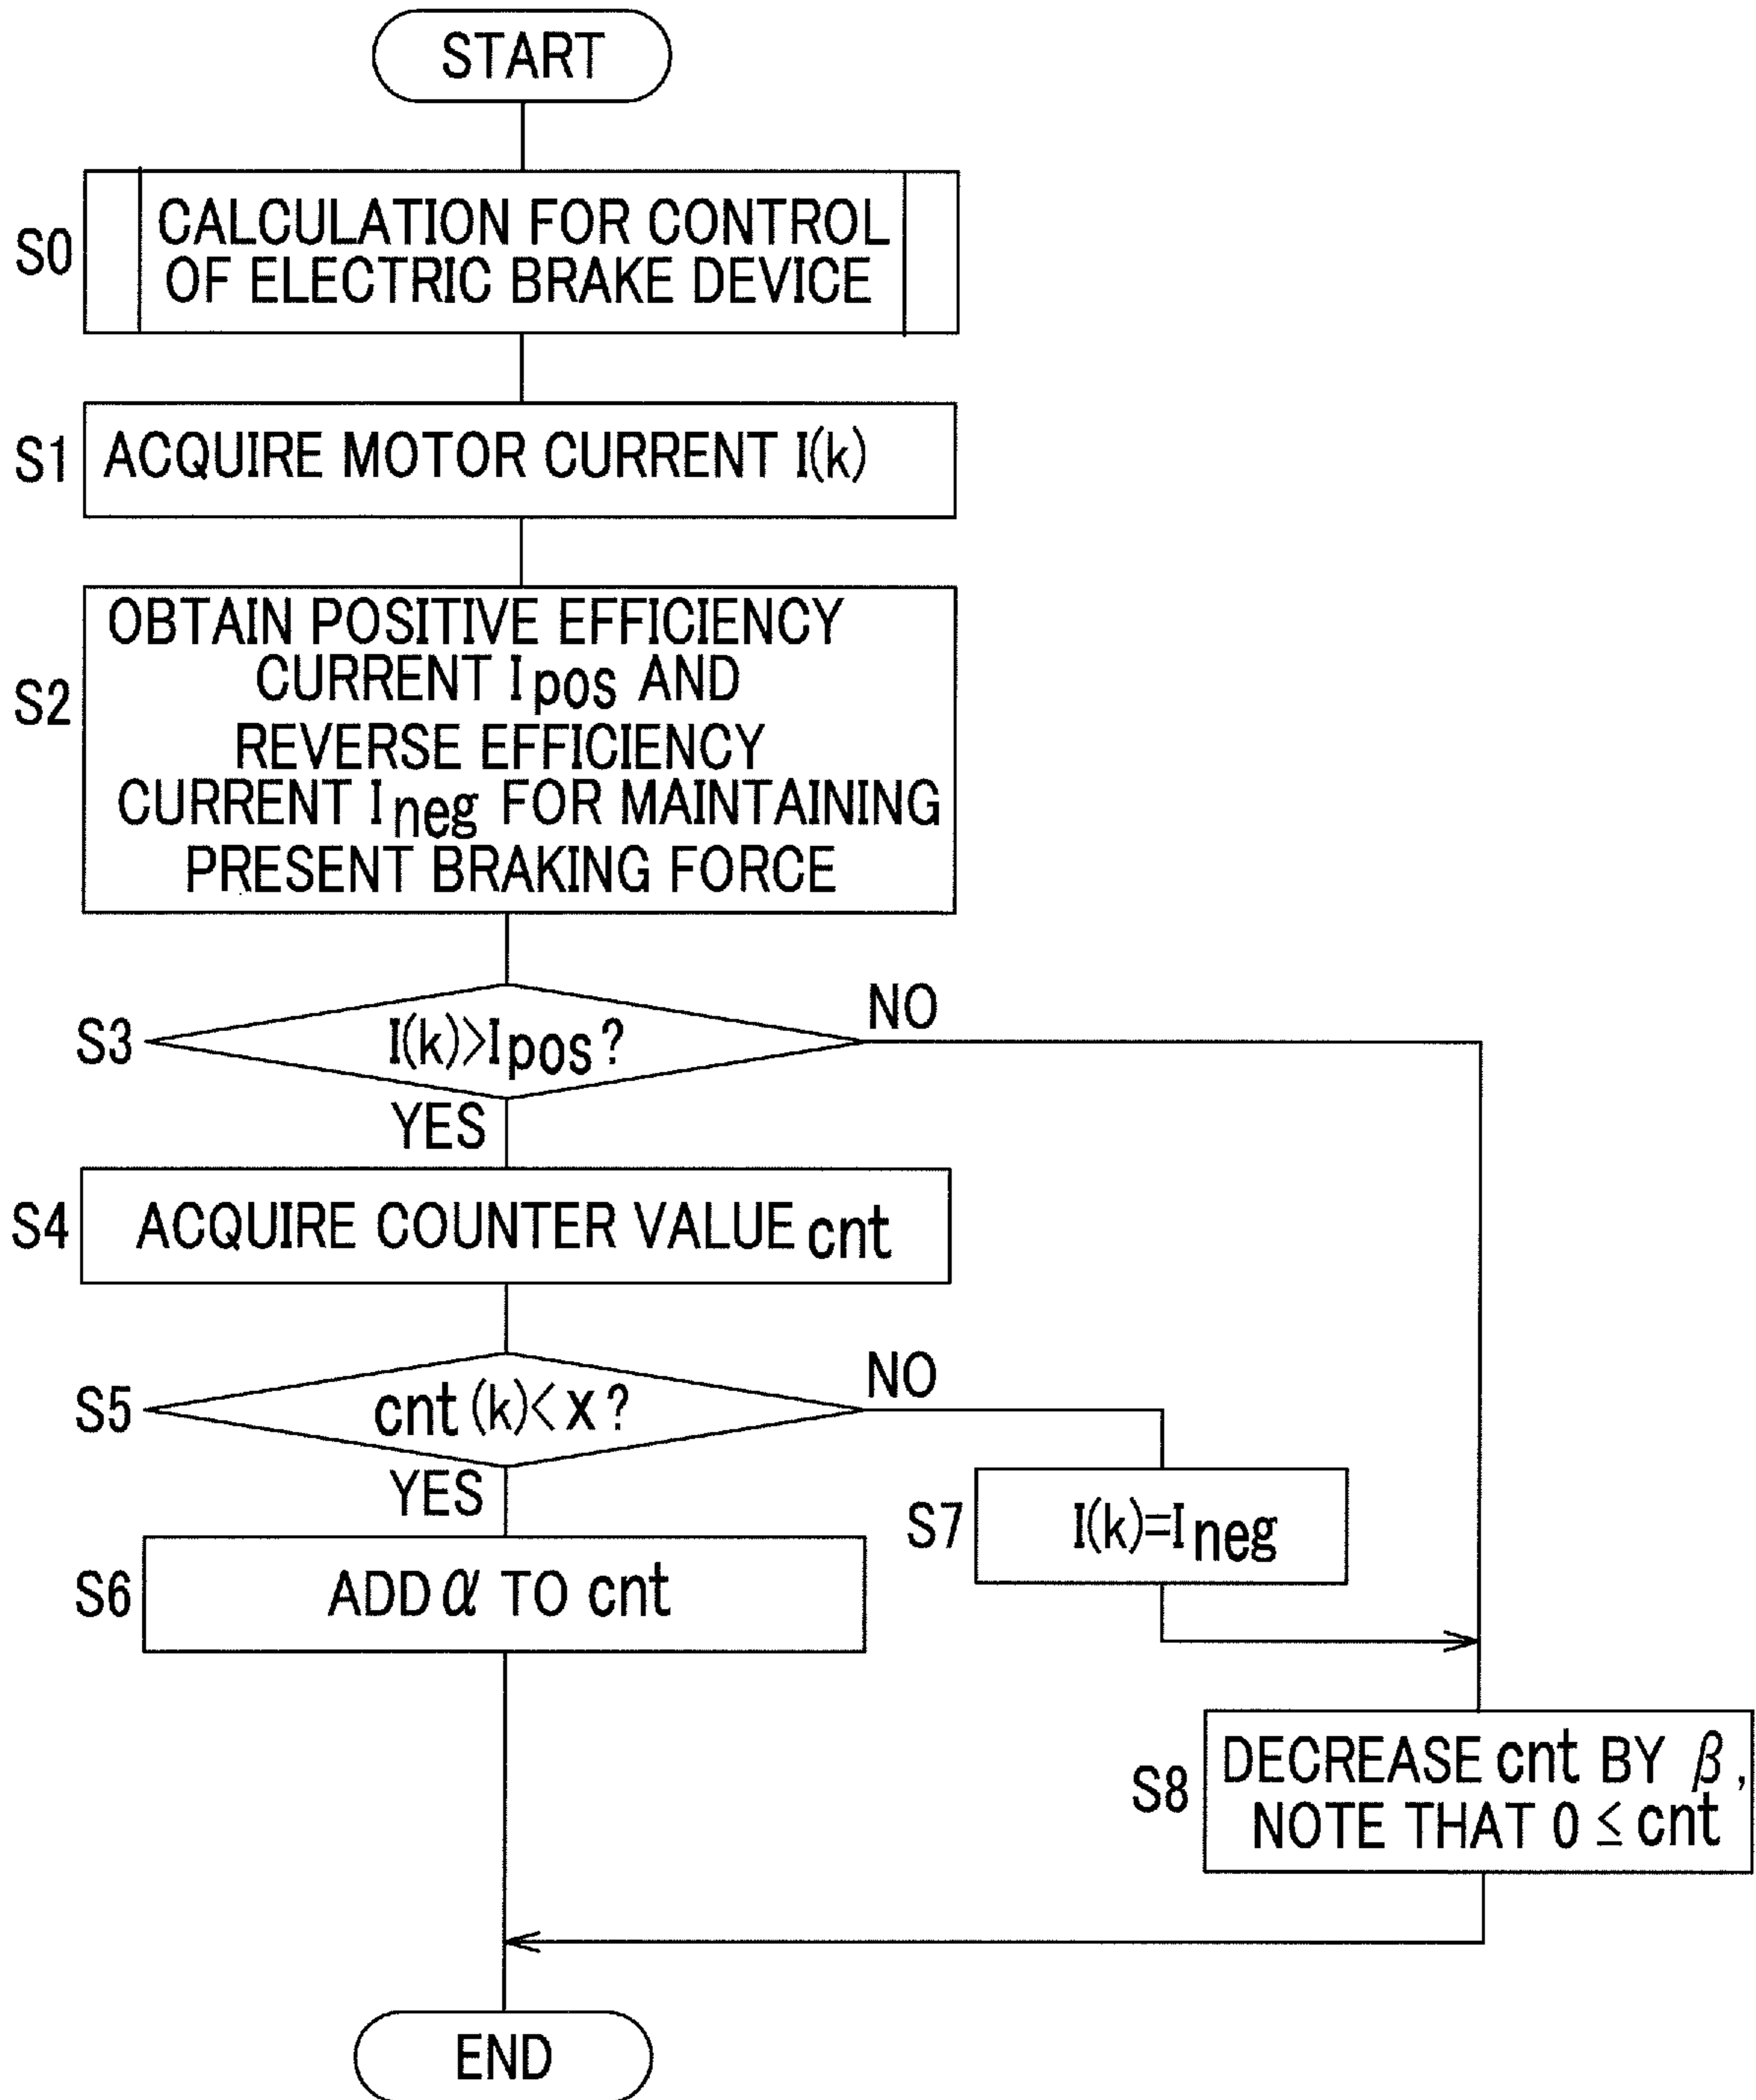 START
S0
CALCULATION FOR CONTROL
OF ELECTRIC BRAKE DEVICE
S1
ACQUIRE MOTOR CURRENT I(k)
S2
OBTAIN POSITIVE EFFICIENCY
CURRENT Ipos AND
REVERSE EFFICIENCY
CURRENT Ineg FOR MAINTAINING
PRESENT BRAKING FORCE
S3
I(k)>Ipos?
NO
YES
S4
ACQUIRE COUNTER VALUE cnt
S5
cnt(k)<x?
NO
YES
S7
I(k)=Ineg
S6
ADD α TO cnt
S8
DECREASE cnt BY β,
NOTE THAT 0 ≤ cnt
END